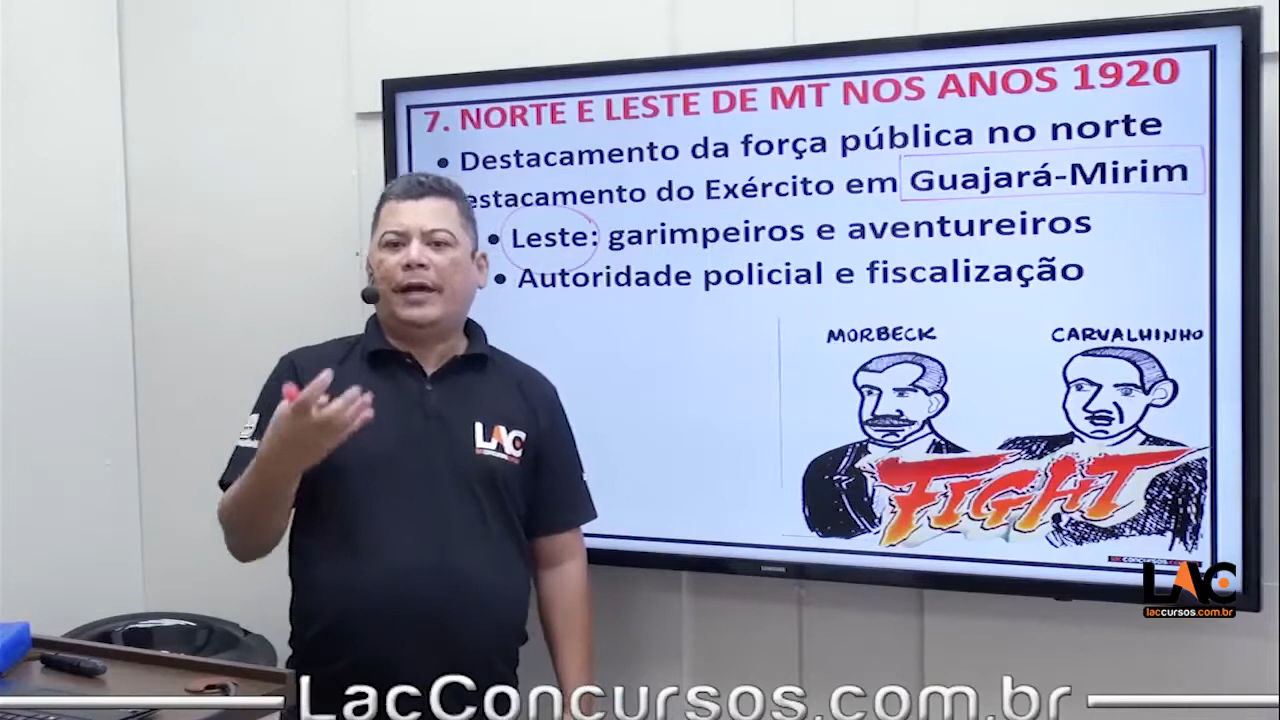 7. NORTE E LESTE DE MT NOS ANOS 1920
• Destacamento da força pública no norte
estacamento do Exército em Guajará-Mirim
• Leste: garimpeiros e aventureiros
• Autoridade policial e fiscalização
MORBECK CARVALHINHO
FIGHT
LAC
LAC
laccursos.com.br
LacConcursos.com.br